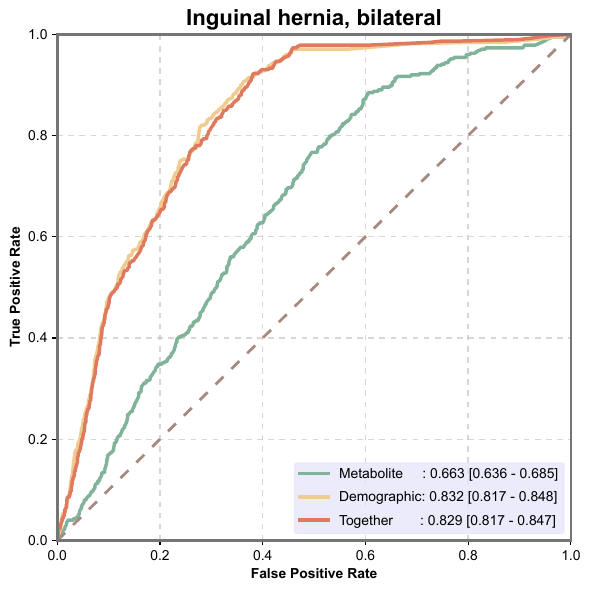 Inguinal hernia, bilateral
1.0
0.8
0.6
0.4
0.2
0.0
True Positive Rate
Metabolite : 0.663 [0.636 - 0.685]
Demographic: 0.832 [0.817 - 0.848]
Together : 0.829 [0.817 - 0.847]
0.0 0.2 0.4 0.6 0.8 1.0
False Positive Rate